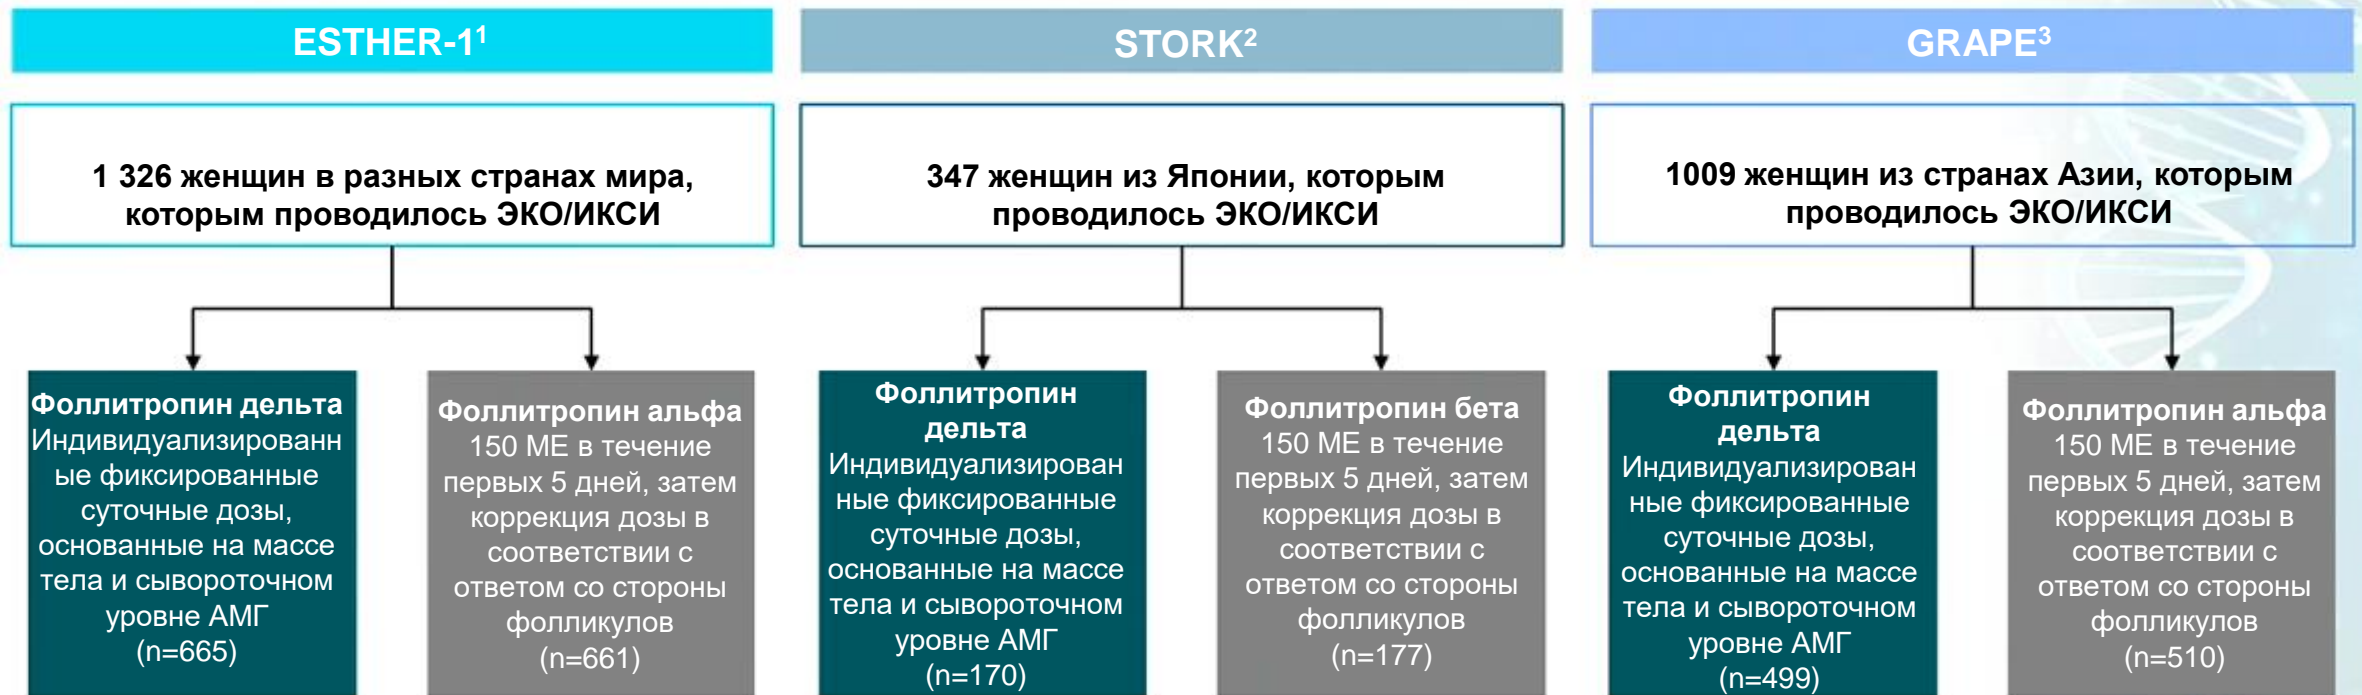 ESTHER-1¹
1 326 женщин в разных странах мира,
которым проводилось ЭКО/ИКСИ
Фоллитропин дельта
Индивидуализированн
ые фиксированные
суточные дозы,
основанные на массе
тела и сывороточном
уровне АМГ
(n=665)
Фоллитропин альфа
150 МЕ в течение
первых 5 дней, затем
коррекция дозы в
соответствии с
ответом со стороны
фолликулов
(n=661)
STORK²
347 женщин из Японии, которым
проводилось ЭКО/ИКСИ
Фоллитропин
дельта
Индивидуализирован
ные фиксированные
суточные дозы,
основанные на массе
тела и сывороточном
уровне АМГ
(n=170)
Фоллитропин бета
150 МЕ в течение
первых 5 дней, затем
коррекция дозы в
соответствии с
ответом со стороны
фолликулов
(n=177)
GRAPE³
1009 женщин из странах Азии, которым
проводилось ЭКО/ИКСИ
Фоллитропин
дельта
Индивидуализирован
ные фиксированные
суточные дозы,
основанные на массе
тела и сывороточном
уровне АМГ
(n=499)
Фоллитропин альфа
150 МЕ в течение
первых 5 дней, затем
коррекция дозы в
соответствии с
ответом со стороны
фолликулов
(n=510)